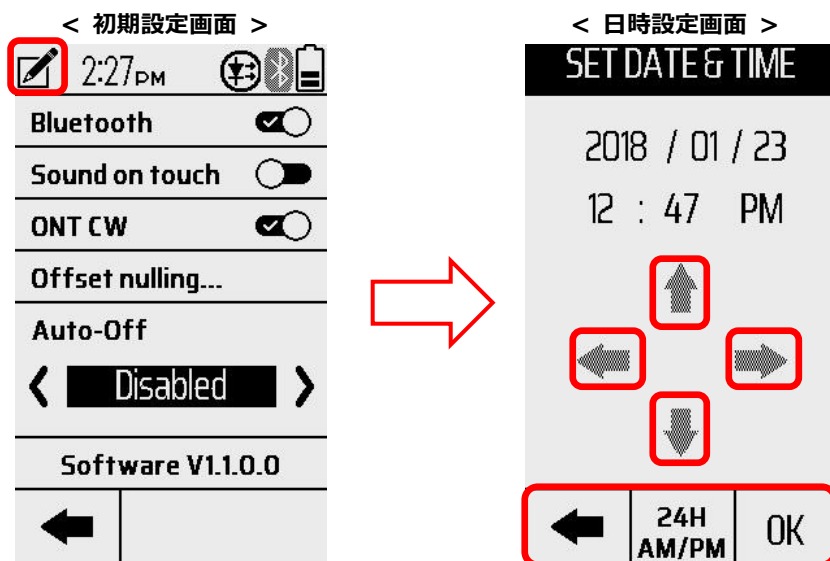 < 初期設定画面 >
2:27PM
Bluetooth
Sound on touch
ONT CW
Offset nulling...
Auto-Off
Disabled
Software V1.1.0.0
< 日時設定画面 >
SET DATE & TIME
2018 / 01 / 23
12 : 47 PM
24H
AM/PM
OK